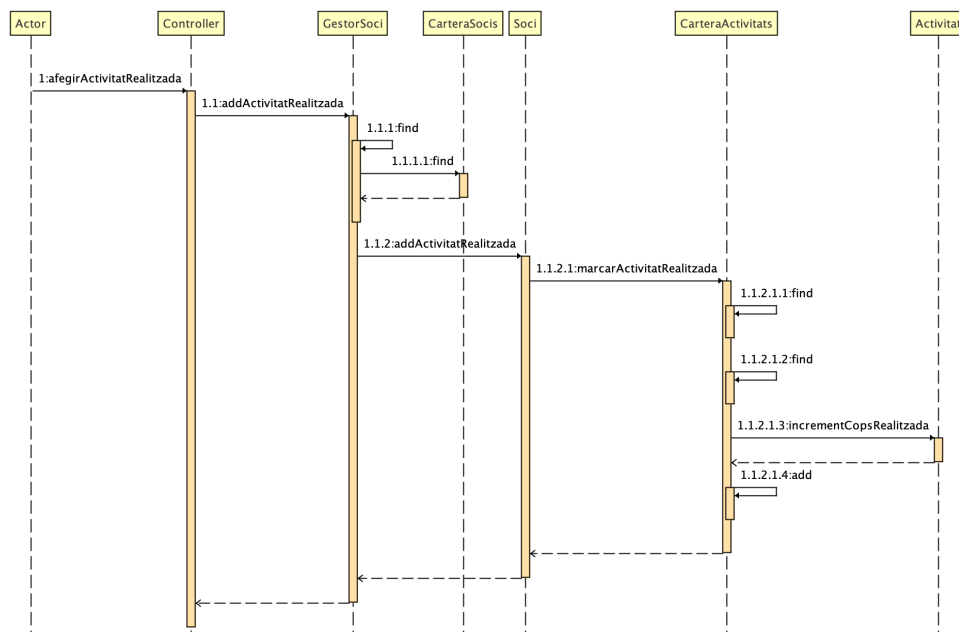 Actor
Controller
GestorSoci
CarteraSocis
Soci
CarteraActivitats
Activitat
1:afegirActivitatRealitzada
1.1:addActivitatRealitzada
1.1.1:find
1.1.1.1:find
1.1.2:addActivitatRealitzada
1.1.2.1:marcarActivitatRealitzada
1.1.2.1.1:find
1.1.2.1.2:find
1.1.2.1.3:incrementCopsRealitzada
1.1.2.1.4:add